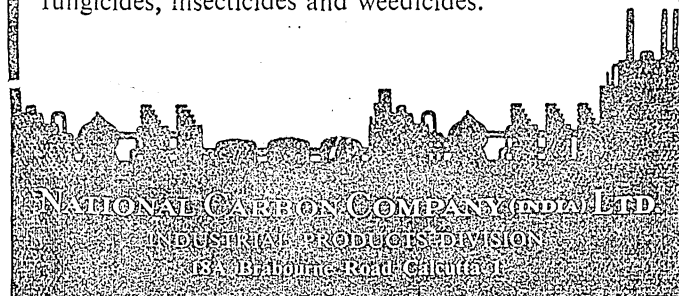 fungicides, insecticides and weedicides.
NATIONAL CARBON COMPANY (INDIA) LTD
INDUSTRIAL PRODUCTS DIVISION
18A Brabourne Road Calcutta 1